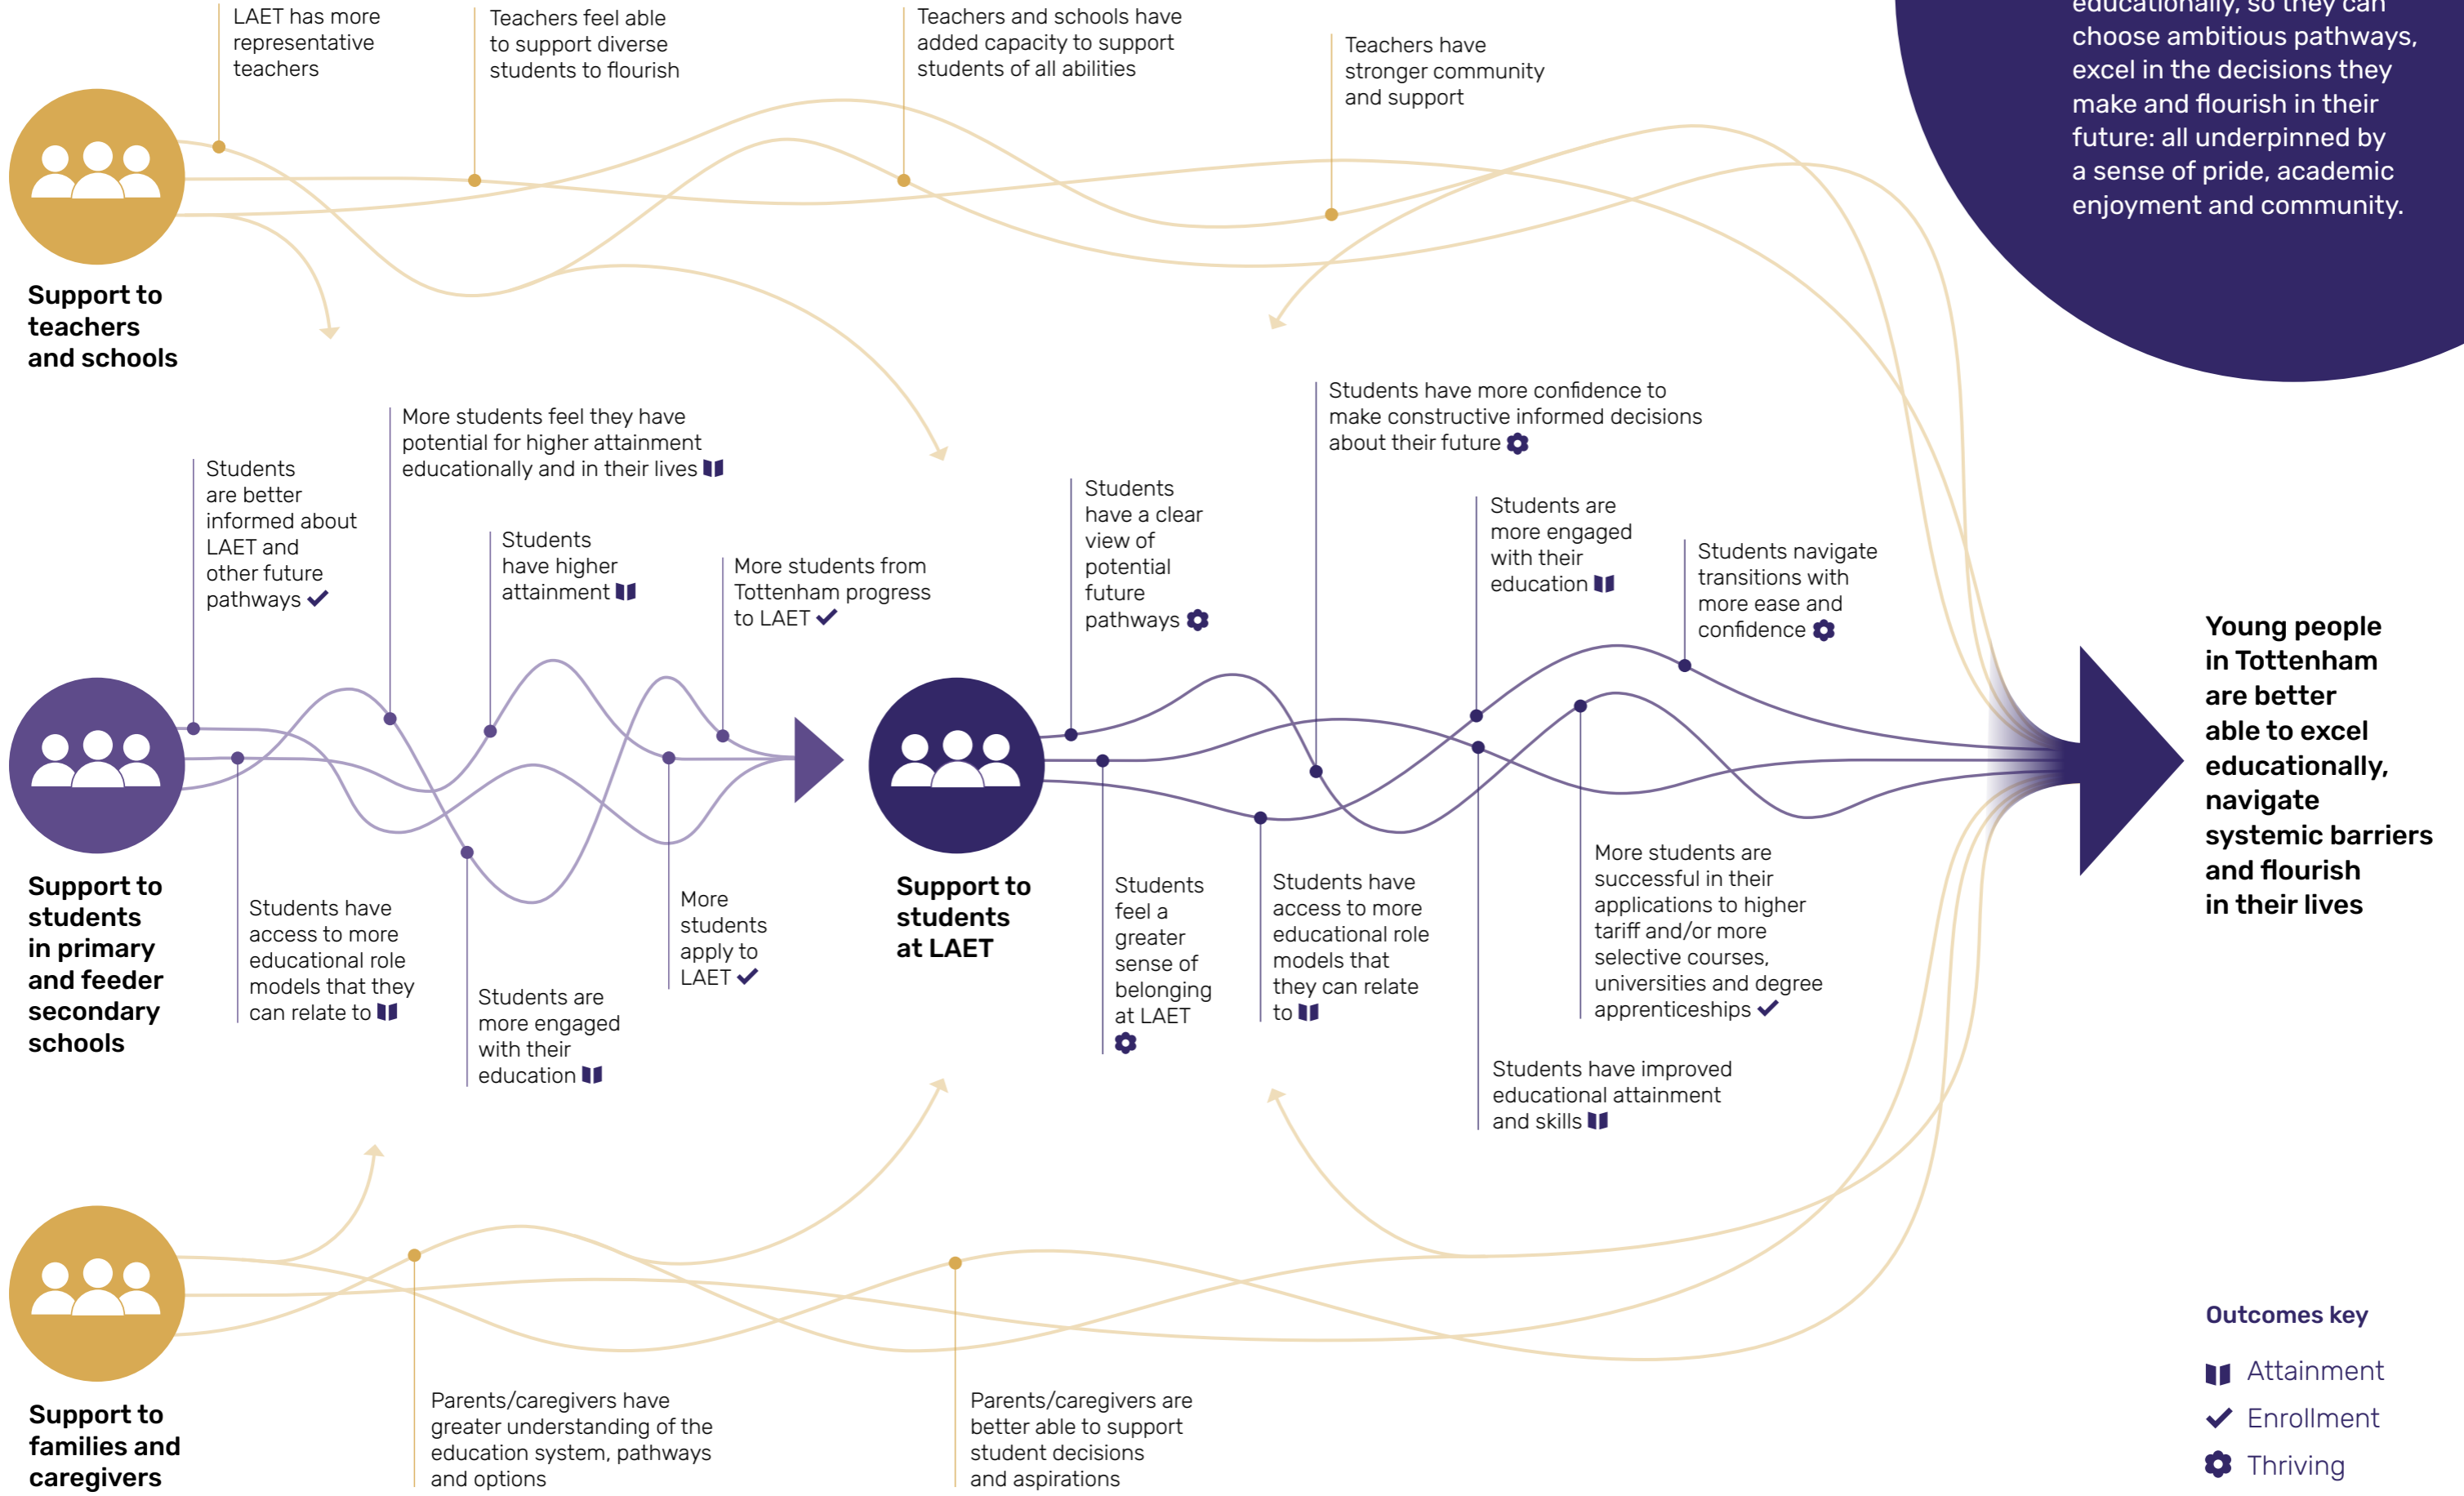 LAET has more
representative
teachers
Teachers feel able
to support diverse
students to flourish
Teachers and schools have
added capacity to support
students of all abilities
Teachers have
stronger community
and support
educationally, so they can
choose ambitious pathways,
excel in the decisions they
make and flourish in their
future: all underpinned by
a sense of pride, academic
enjoyment and community.
Support to
teachers
and schools
Students
are better
informed about
LAET and
other future
pathways
More students feel they have
potential for higher attainment
educationally and in their lives
Students
have higher
attainment
More students from
Tottenham progress
to LAET
Students
have a clear
view of
potential
future
pathways
Students have more confidence to
make constructive informed decisions
about their future
Students are
more engaged
with their
education
Students navigate
transitions with
more ease and
confidence
Young people
in Tottenham
are better
able to excel
educationally,
navigate
systemic barriers
and flourish
in their lives
Support to
students
in primary
and feeder
secondary
schools
Students have
access to more
educational role
models that they
can relate to
Students are
more engaged
with their
education
More
students
apply to
LAET
Support to
students
at LAET
Students
feel a
greater
sense of
belonging
at LAET
Students have
access to more
educational role
models that
they can relate
to
More students are
successful in their
applications to higher
tariff and/or more
selective courses,
universities and degree
apprenticeships
Students have improved
educational attainment
and skills
Support to
families and
caregivers
Parents/caregivers have
greater understanding of the
education system, pathways
and options
Parents/caregivers are
better able to support
student decisions
and aspirations
Outcomes key
Attainment
Enrollment
Thriving